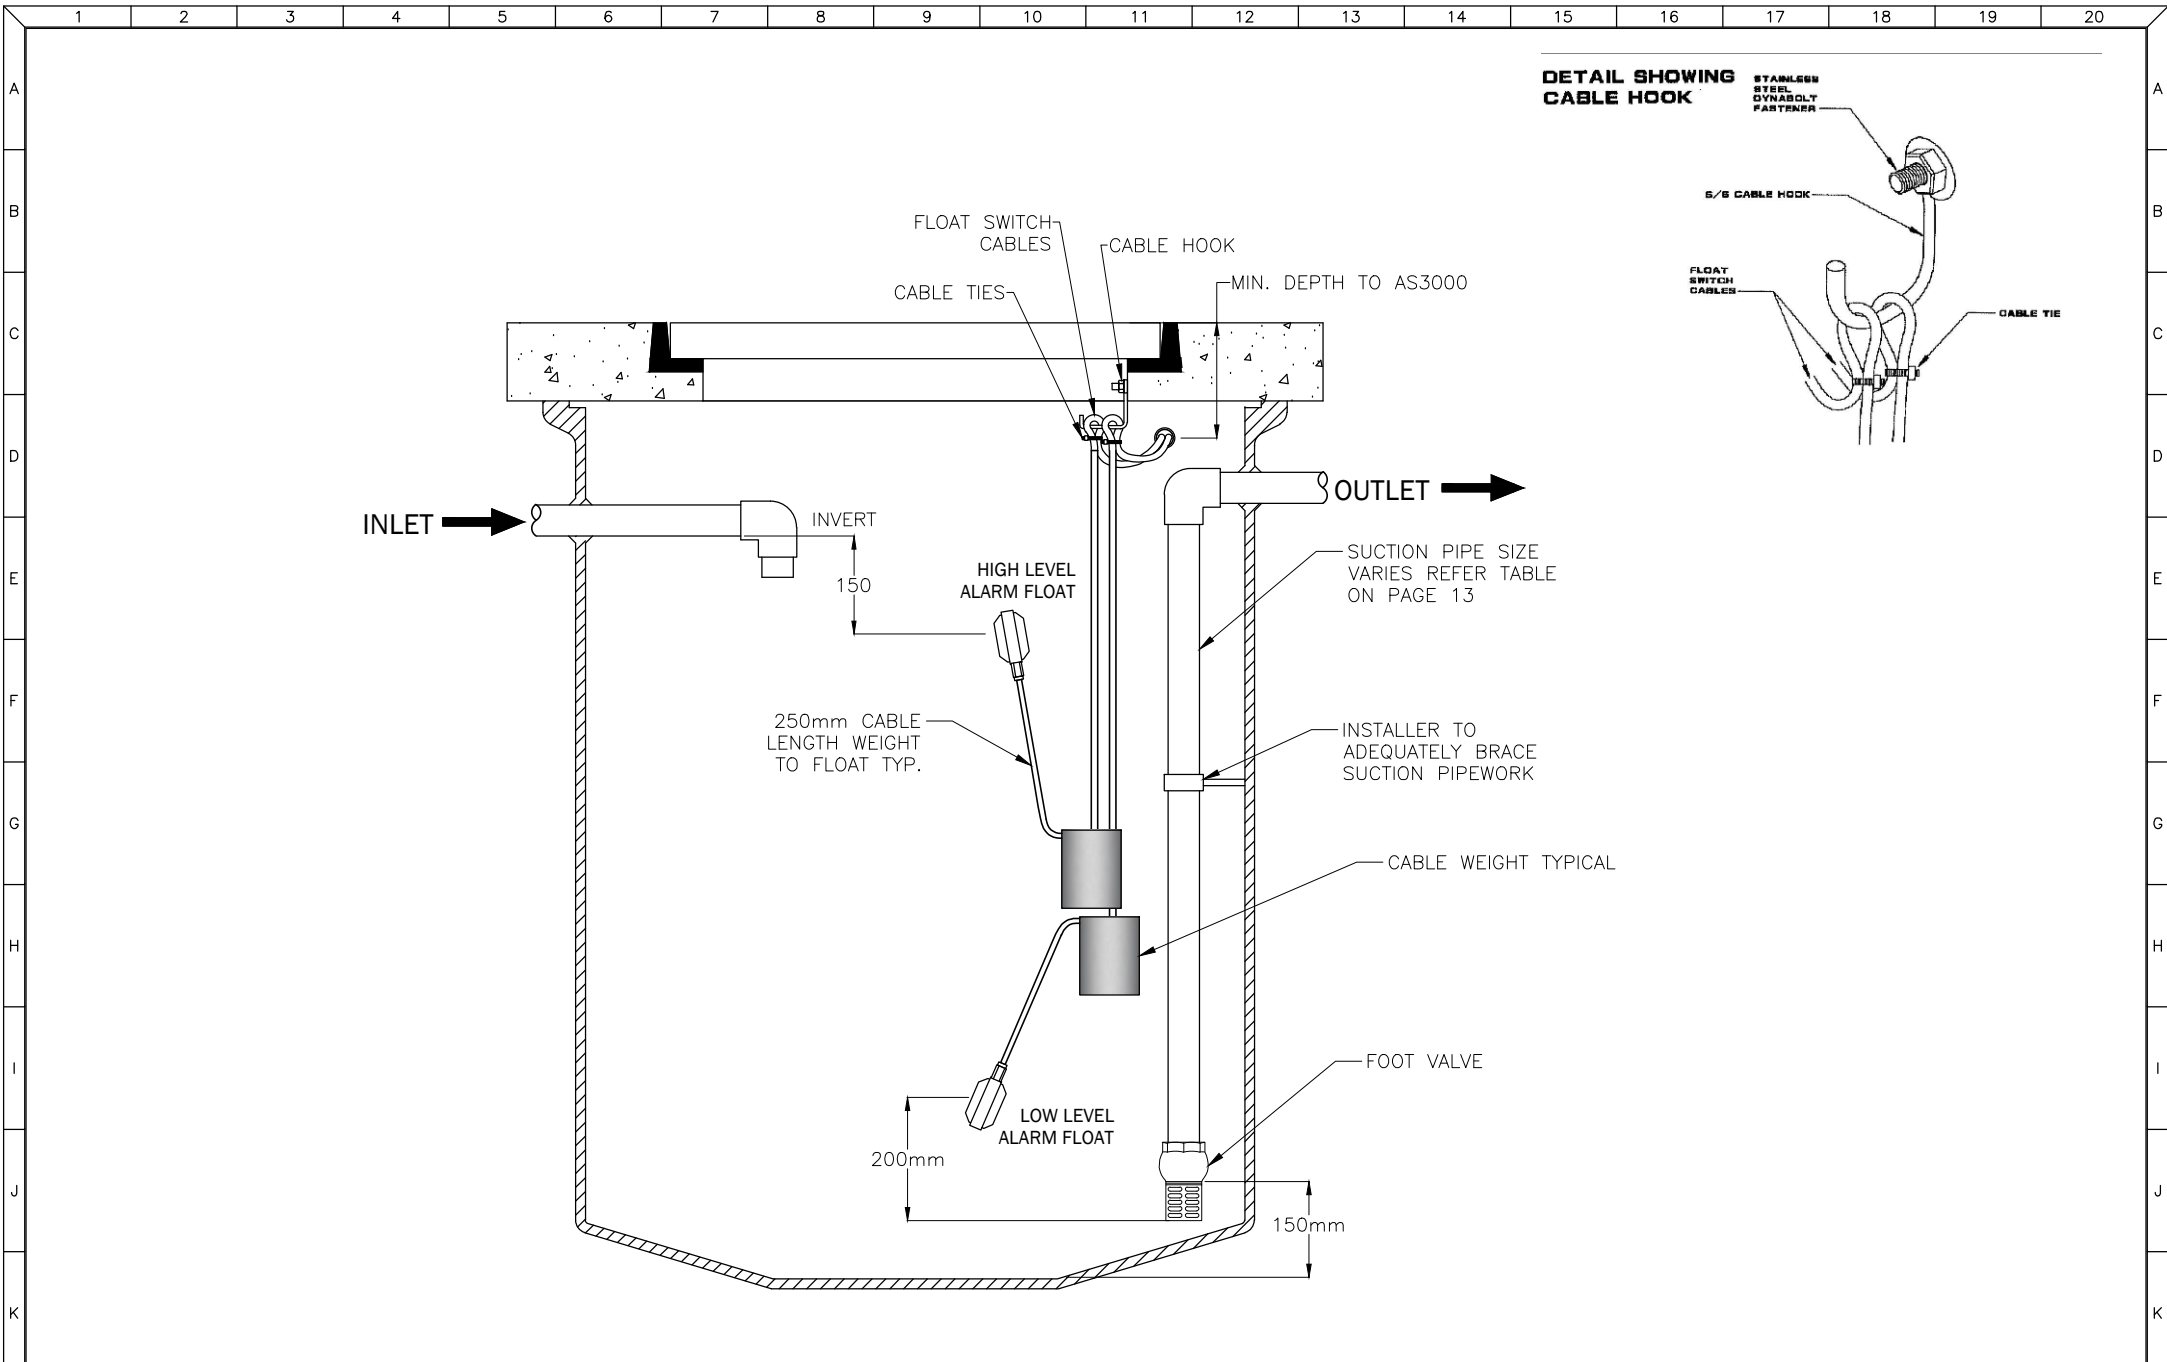 1 2 3 4 5 6 7 8 9 10 11 12 13 14 15 16 17 18 19 20
A A
B B
C C
D D
E E
F F
G G
H H
I I
J J
K K
DETAIL SHOWING
CABLE HOOK
STAINLESS
STEEL
DYNABOLT
FASTENER
S/S CABLE HOOK
FLOAT
SWITCH
CABLES
CABLE TIE
FLOAT SWITCH
CABLES
CABLE HOOK
CABLE TIES
MIN. DEPTH TO AS3000
INLET
INVERT
150
OUTLET
HIGH LEVEL
ALARM FLOAT
SUCTION PIPE SIZE
VARIES REFER TABLE
ON PAGE 13
250mm CABLE
LENGTH WEIGHT
TO FLOAT TYP.
INSTALLER TO
ADEQUATELY BRACE
SUCTION PIPEWORK
CABLE WEIGHT TYPICAL
FOOT VALVE
LOW LEVEL
ALARM FLOAT
200mm
150mm